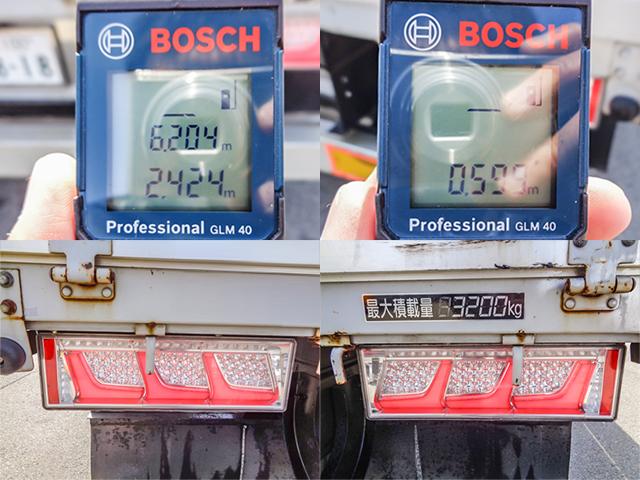 BOSCH
6.204 m
2.424 m
Professional GLM 40
BOSCH
0.599 m
Professional GLM 40
最大積載量 3200kg